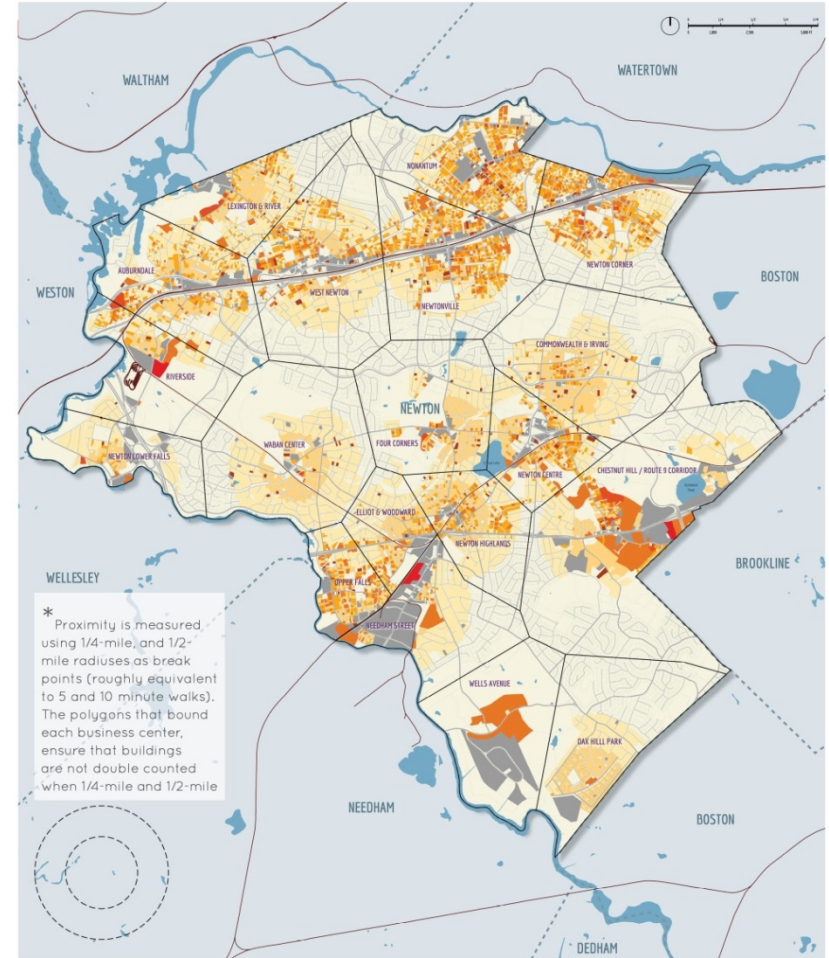 WALTHAM
WATERTOWN
NONANTUM
LEXINGTON & RIVER
AUBURNDALE
NEWTON CORNER
WESTON
BOSTON
WEST NEWTON
NEWTONVILLE
COMMONWEALTH & IRVING
RIVERSIDE
NEWTON
WABAN CENTER
FOUR CORNERS
NEWTON LOWER FALLS
NEWTON CENTRE
CHESTNUT HILL / ROUTE 9 CORRIDOR
ELLIOT & WOODWARD
NEWTON HIGHLANDS
BROOKLINE
WELLESLEY
UPPER FALLS
NEEDHAM STREET
*
Proximity is measured
using 1/4-mile, and 1/2-
mile radiuses as break
points (roughly equivalent
to 5 and 10 minute walks).
The polygons that bound
each business center,
ensure that buildings
are not double counted
when 1/4-mile and 1/2-mile
WELLS AVENUE
OAK HILL PARK
NEEDHAM
BOSTON
DEDHAM